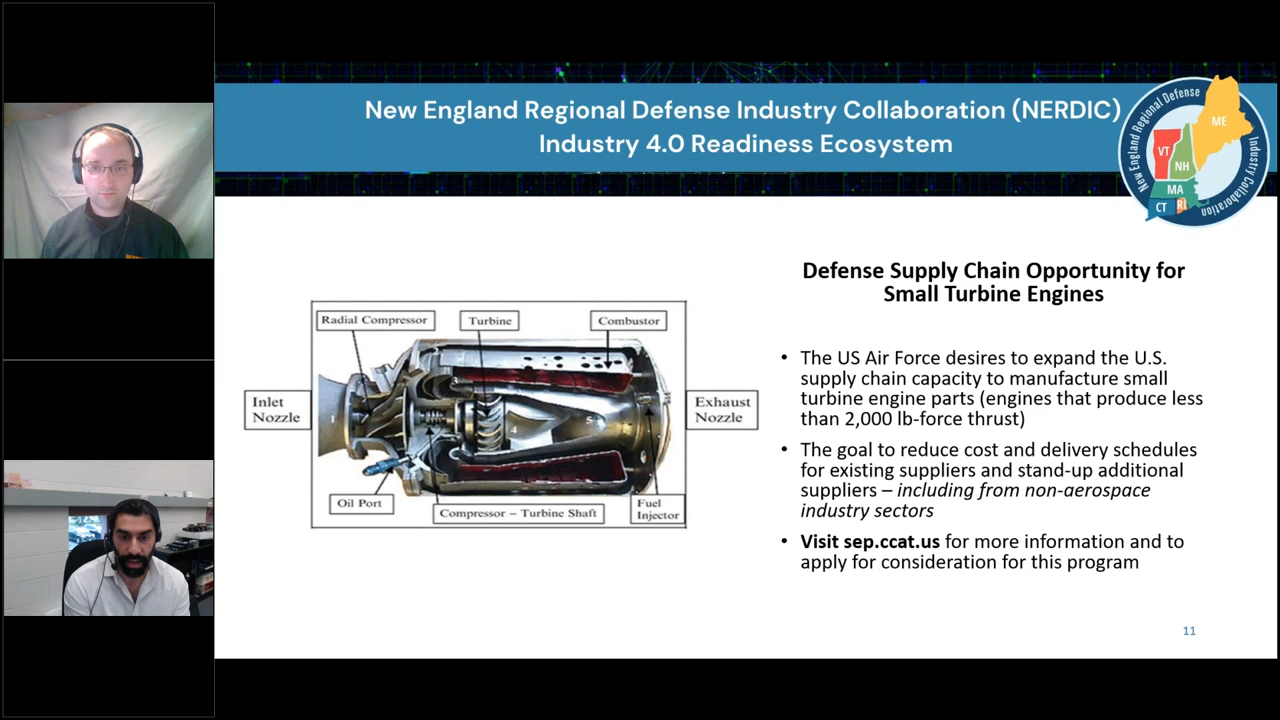 New England Regional Defense Industry Collaboration (NERDIC)
Industry 4.0 Readiness Ecosystem
New England Regional Defense
Industry Collaboration
ME
VT
NH
MA
CT
RI
Defense Supply Chain Opportunity for
Small Turbine Engines
Radial Compressor
Turbine
Combustor
Inlet
Nozzle
Exhaust
Nozzle
1
3
4
5
Oil Port
Compressor – Turbine Shaft
Fuel
Injector
• The US Air Force desires to expand the U.S.
supply chain capacity to manufacture small
turbine engine parts (engines that produce less
than 2,000 lb-force thrust)
• The goal to reduce cost and delivery schedules
for existing suppliers and stand-up additional
suppliers – including from non-aerospace
industry sectors
• Visit sep.ccat.us for more information and to
apply for consideration for this program
11